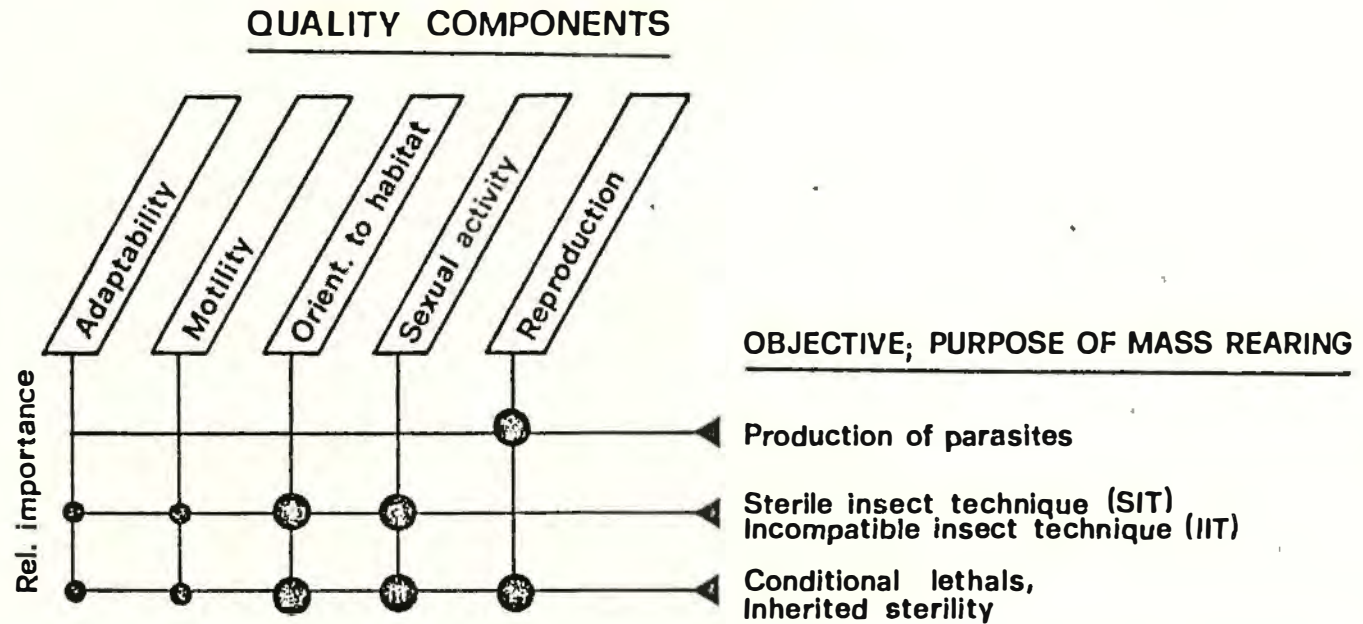 QUALITY COMPONENTS
Adaptability
Motility
Orient. to habitat
Sexual activity
Reproduction
OBJECTIVE; PURPOSE OF MASS REARING
Rel. importance
Production of parasites
Sterile insect technique (SIT)
Incompatible insect technique (IIT)
Conditional lethals,
Inherited sterility